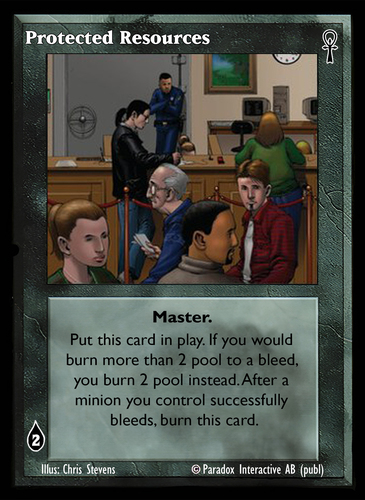 Protected Resources
Master.
Put this card in play. If you would
burn more than 2 pool to a bleed,
you burn 2 pool instead. After a
minion you control successfully
bleeds, burn this card.
2
Illus: Chris Stevens
© Paradox Interactive AB (publ)